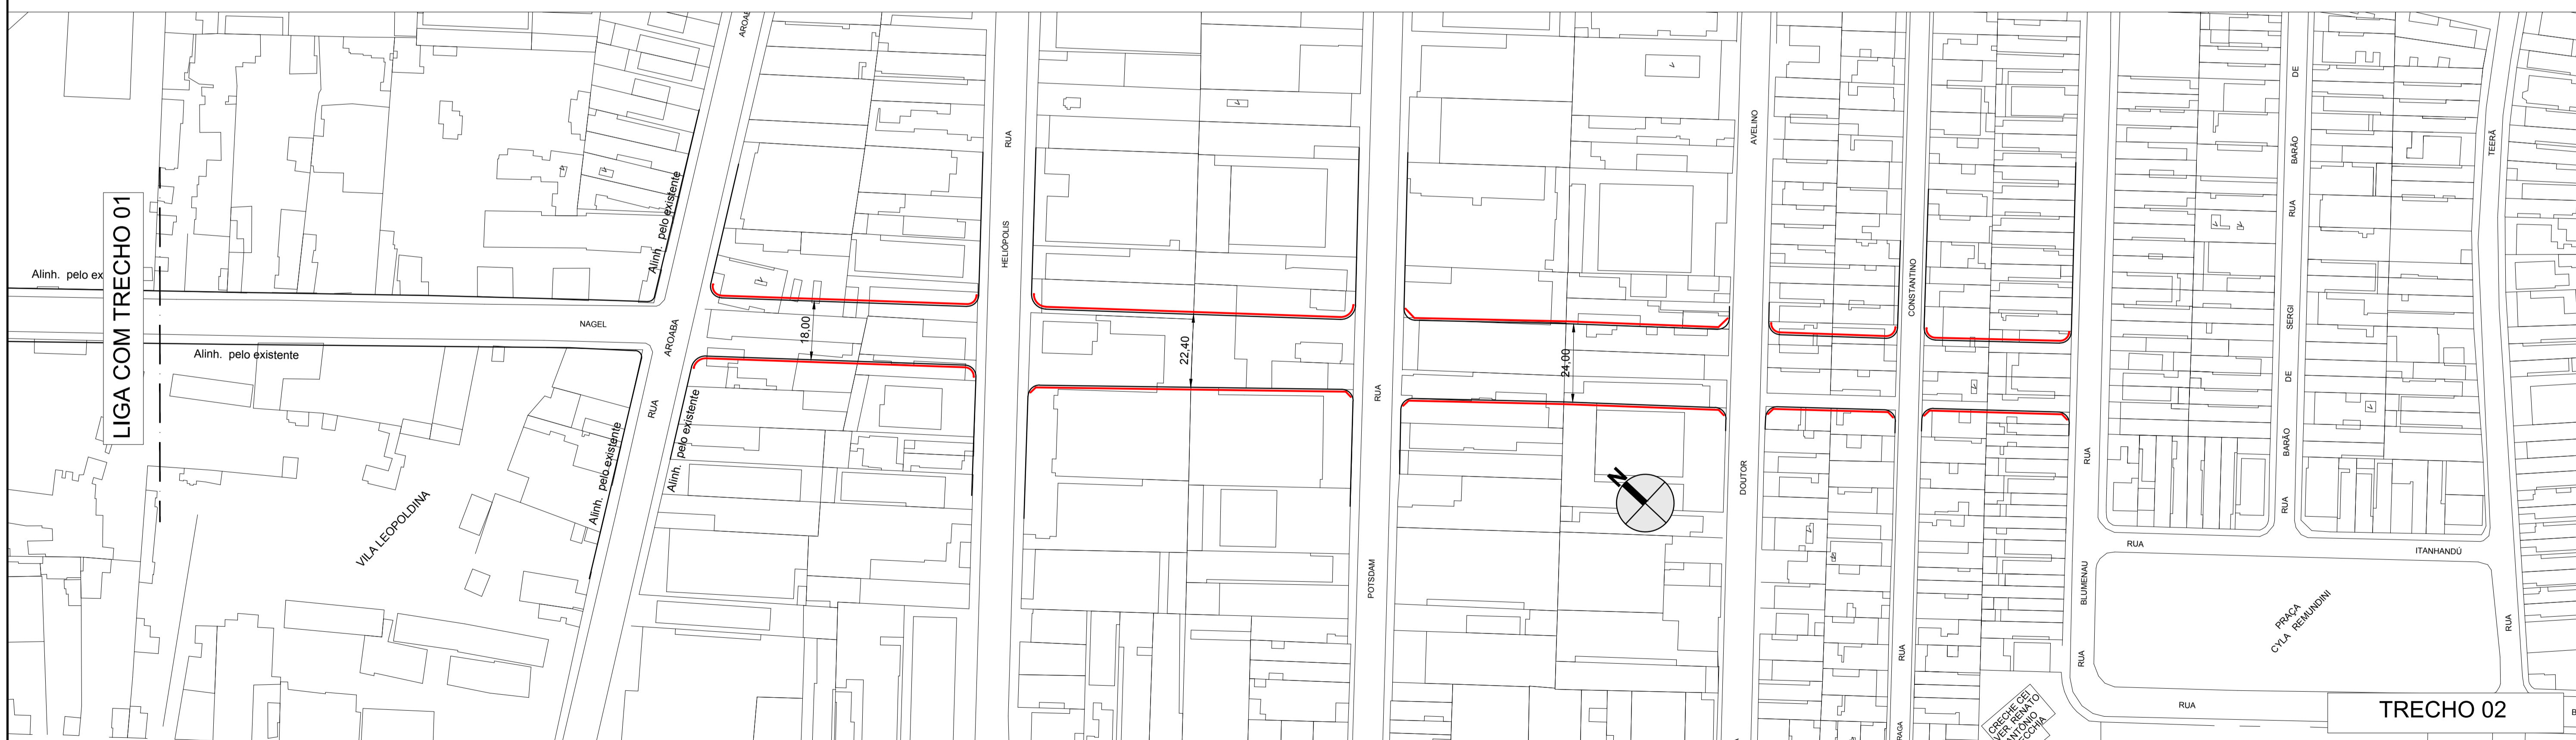 LIGA COM TRECHO 01
Alinh. pelo ex
Alinh. pelo existente
NAGEL
Alinh. pelo existente
Alinh. pelo existente
Alinh. pelo existente
VILA LEOPOLDINA
RUA
AROABA
18.00
RUA
HELIÓPOLIS
22.40
RUA
POTSDAM
24.00
N
AVELINO
DOUTOR
CONSTANTINO
RUA
RUA
BLUMENAU
RUA
DE
BARÃO
RUA
SERGI
DE
BARÃO
RUA
TEERÃ
RUA
RUA
ITANHANDÚ
PRAÇA
CYLA REMUNDINI
CRECHE CEI
VER. RENATO
ANTÔNIO
RUA
TRECHO 02